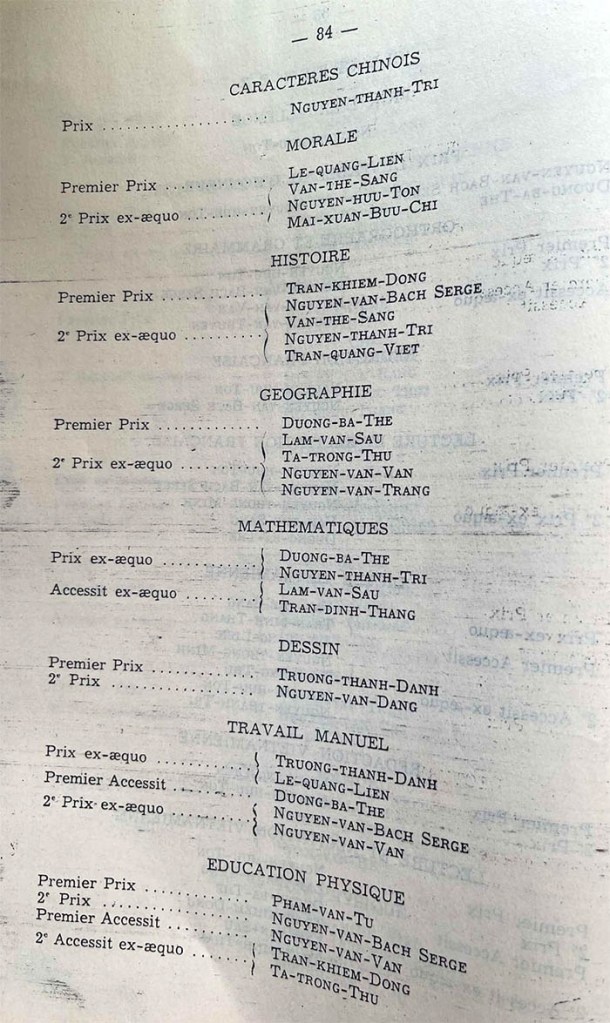 — 84 —
CARACTERES CHINOIS
Prix .................... NGUYEN-THANH-TRI
MORALE
Premier Prix ............ LE-QUANG-LIEN
VAN-THE-SANG
2e Prix ex-æquo .......... NGUYEN-HUU-TON
MAI-XUAN-BUU-CHI
HISTOIRE
Premier Prix ............ TRAN-KHIEM-DONG
NGUYEN-VAN-BACH SERGE
2e Prix ex-æquo .......... VAN-THE-SANG
NGUYEN-THANH-TRI
TRAN-QUANG-VIET
GEOGRAPHIE
Premier Prix ............ DUONG-BA-THE
LAM-VAN-SAU
2e Prix ex-æquo .......... TA-TRONG-THU
NGUYEN-VAN-VAN
NGUYEN-VAN-TRANG
MATHEMATIQUES
Prix ex-æquo ............ DUONG-BA-THE
NGUYEN-THANH-TRI
Accessit ex-æquo ........ LAM-VAN-SAU
TRAN-DINH-THANG
DESSIN
Premier Prix ............ TRUONG-THANH-DANH
2e Prix ................ NGUYEN-VAN-DANG
TRAVAIL MANUEL
Prix ex-æquo ............ TRUONG-THANH-DANH
LE-QUANG-LIEN
Premier Accessit ........ DUONG-BA-THE
2e Prix ex-æquo .......... NGUYEN-VAN-BACH SERGE
NGUYEN-VAN-VAN
EDUCATION PHYSIQUE
Premier Prix ............ PHAM-VAN-TU
2e Prix ................ NGUYEN-VAN-BACH SERGE
Premier Accessit ........ NGUYEN-VAN-VAN
2e Accessit ex-æquo ...... TRAN-KHIEM-DONG
TA-TRONG-THU